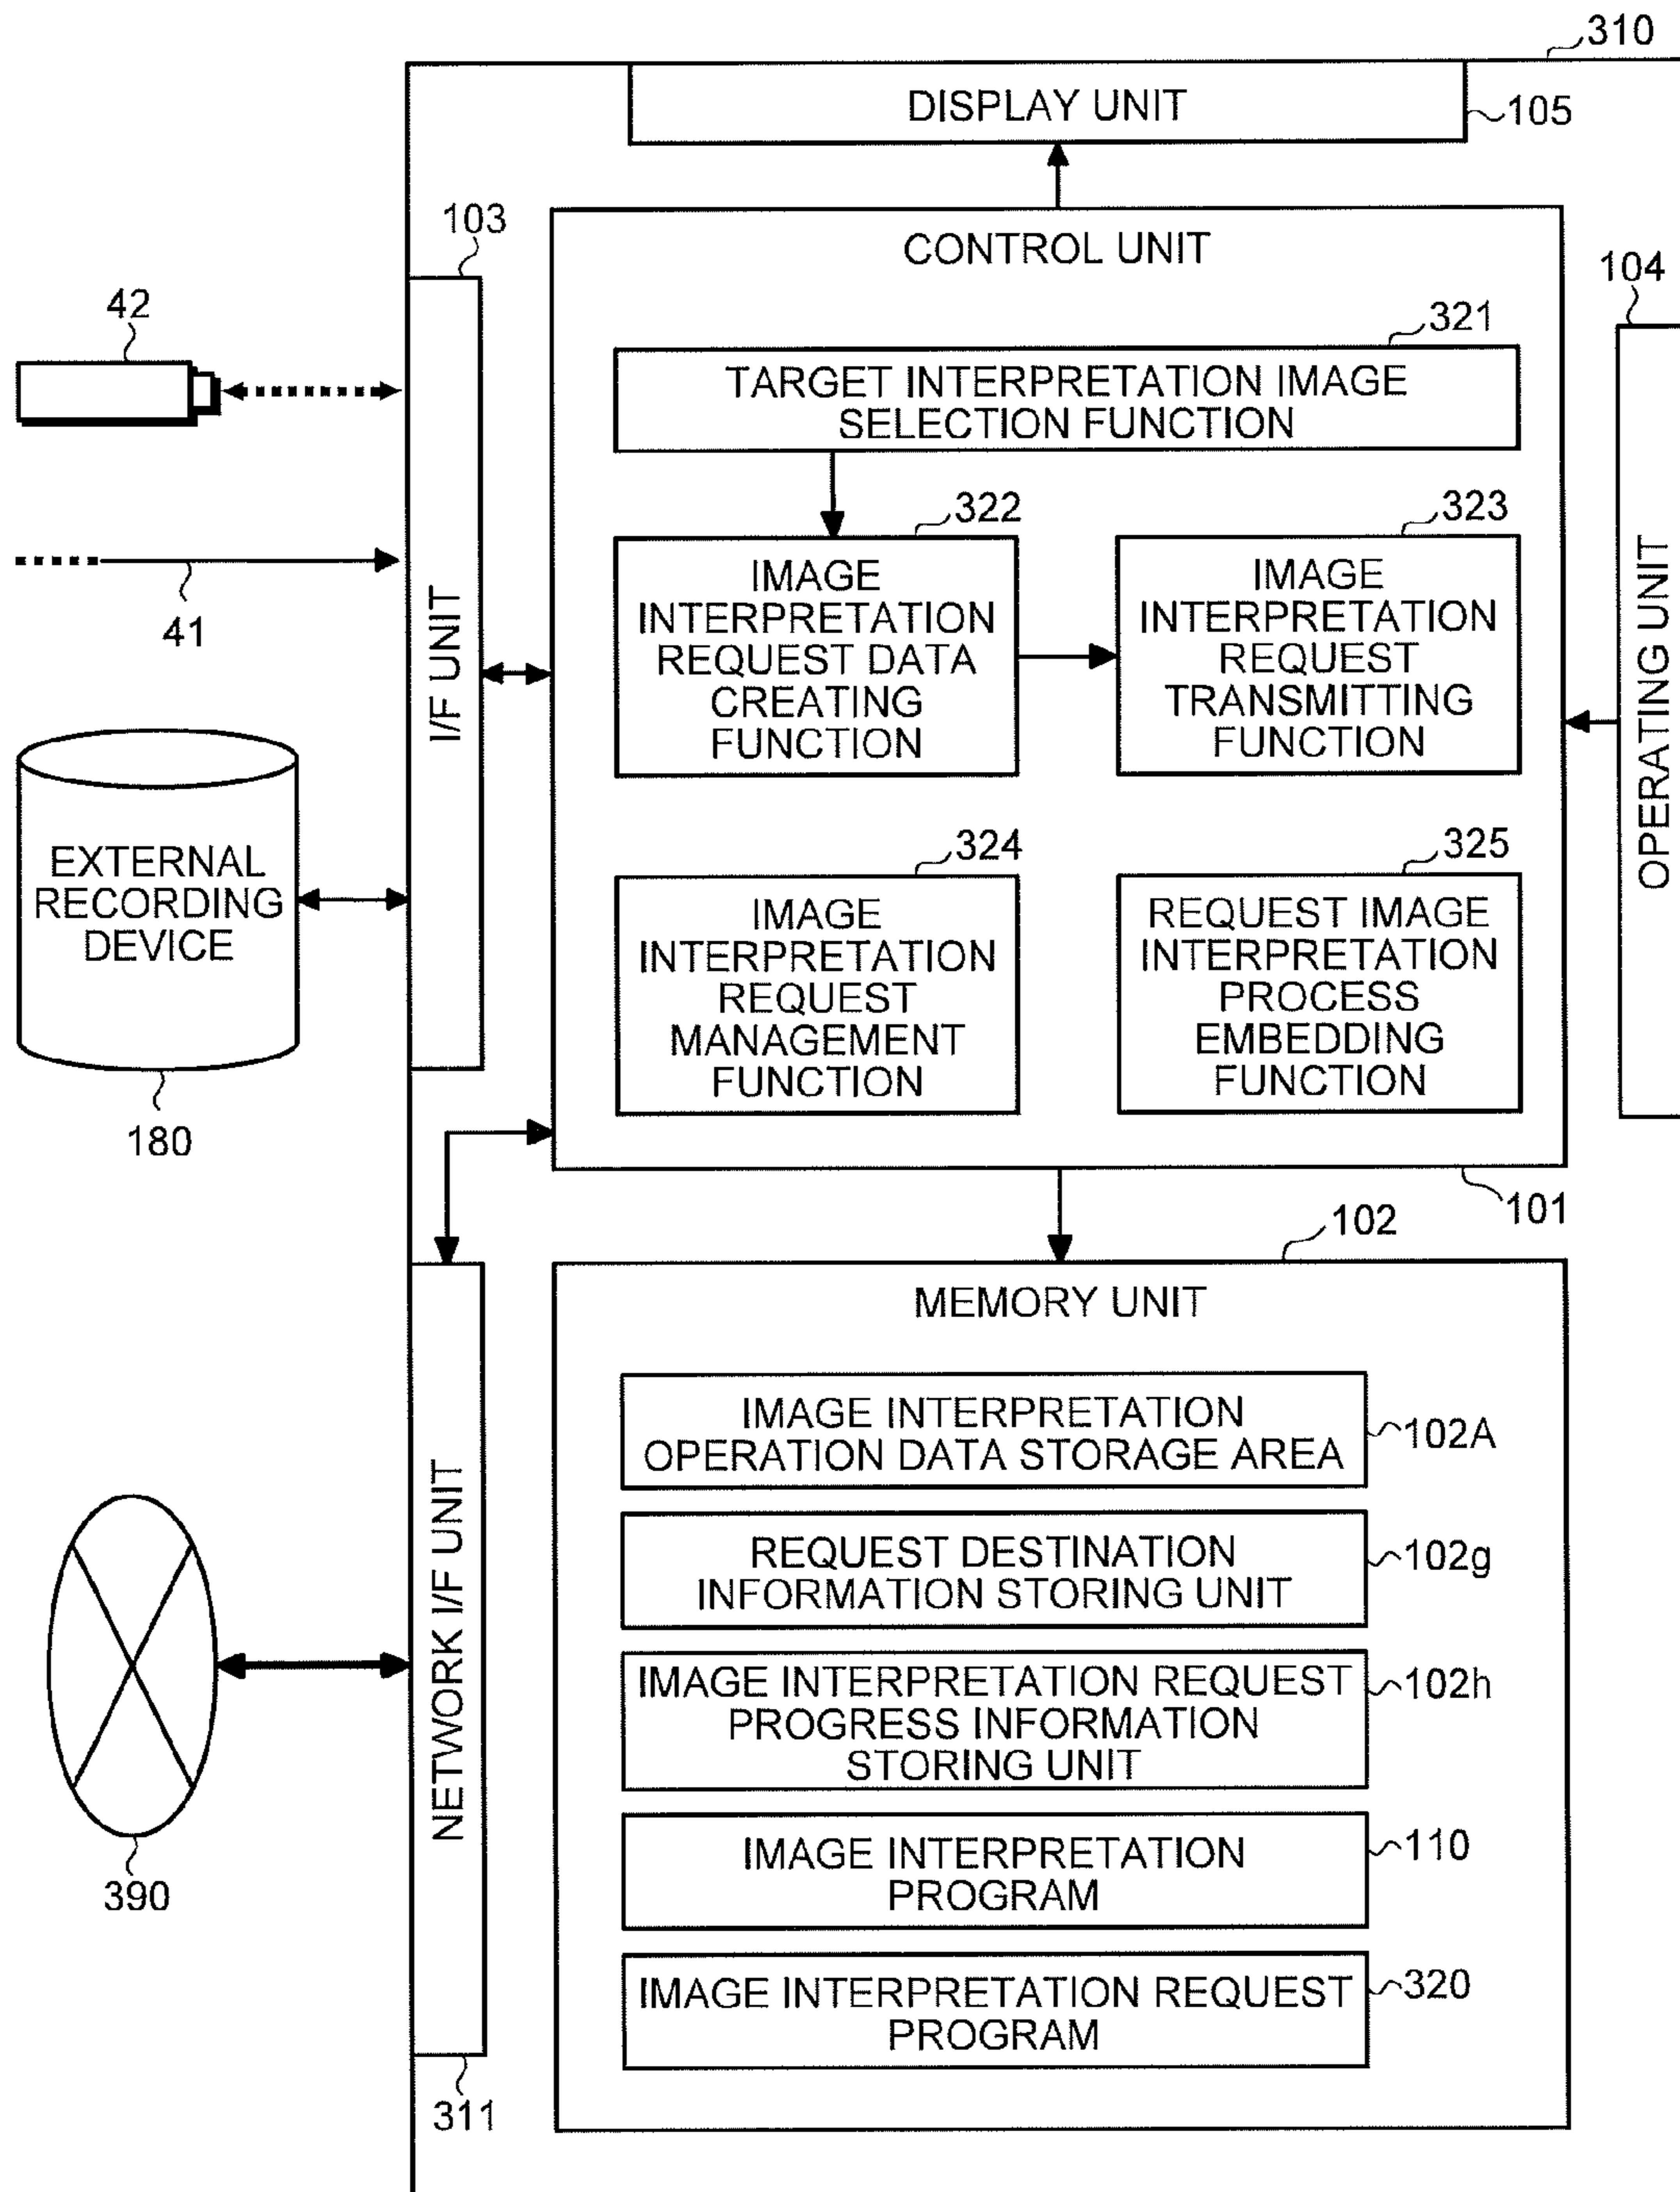 310
DISPLAY UNIT
105
103
CONTROL UNIT
104
42
321
TARGET INTERPRETATION IMAGE
SELECTION FUNCTION
322
323
IMAGE
INTERPRETATION
REQUEST DATA
CREATING
FUNCTION
IMAGE
INTERPRETATION
REQUEST
TRANSMITTING
FUNCTION
41
I/F UNIT
OPERATING UNIT
EXTERNAL
RECORDING
DEVICE
180
324
325
IMAGE
INTERPRETATION
REQUEST
MANAGEMENT
FUNCTION
REQUEST IMAGE
INTERPRETATION
PROCESS
EMBEDDING
FUNCTION
101
102
MEMORY UNIT
IMAGE INTERPRETATION
OPERATION DATA STORAGE AREA
102A
REQUEST DESTINATION
INFORMATION STORING UNIT
102g
IMAGE INTERPRETATION REQUEST
PROGRESS INFORMATION
STORING UNIT
102h
IMAGE INTERPRETATION
PROGRAM
110
IMAGE INTERPRETATION REQUEST
PROGRAM
320
NETWORK I/F UNIT
390
311